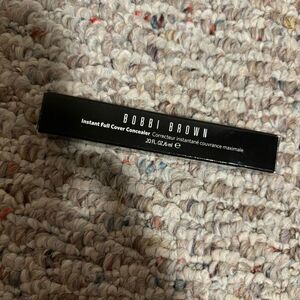 BOBBI BROWN
Instant Full Cover Concealer Correcteur instantané couvrance maximale
.20 FL.OZ./6 ml ℮